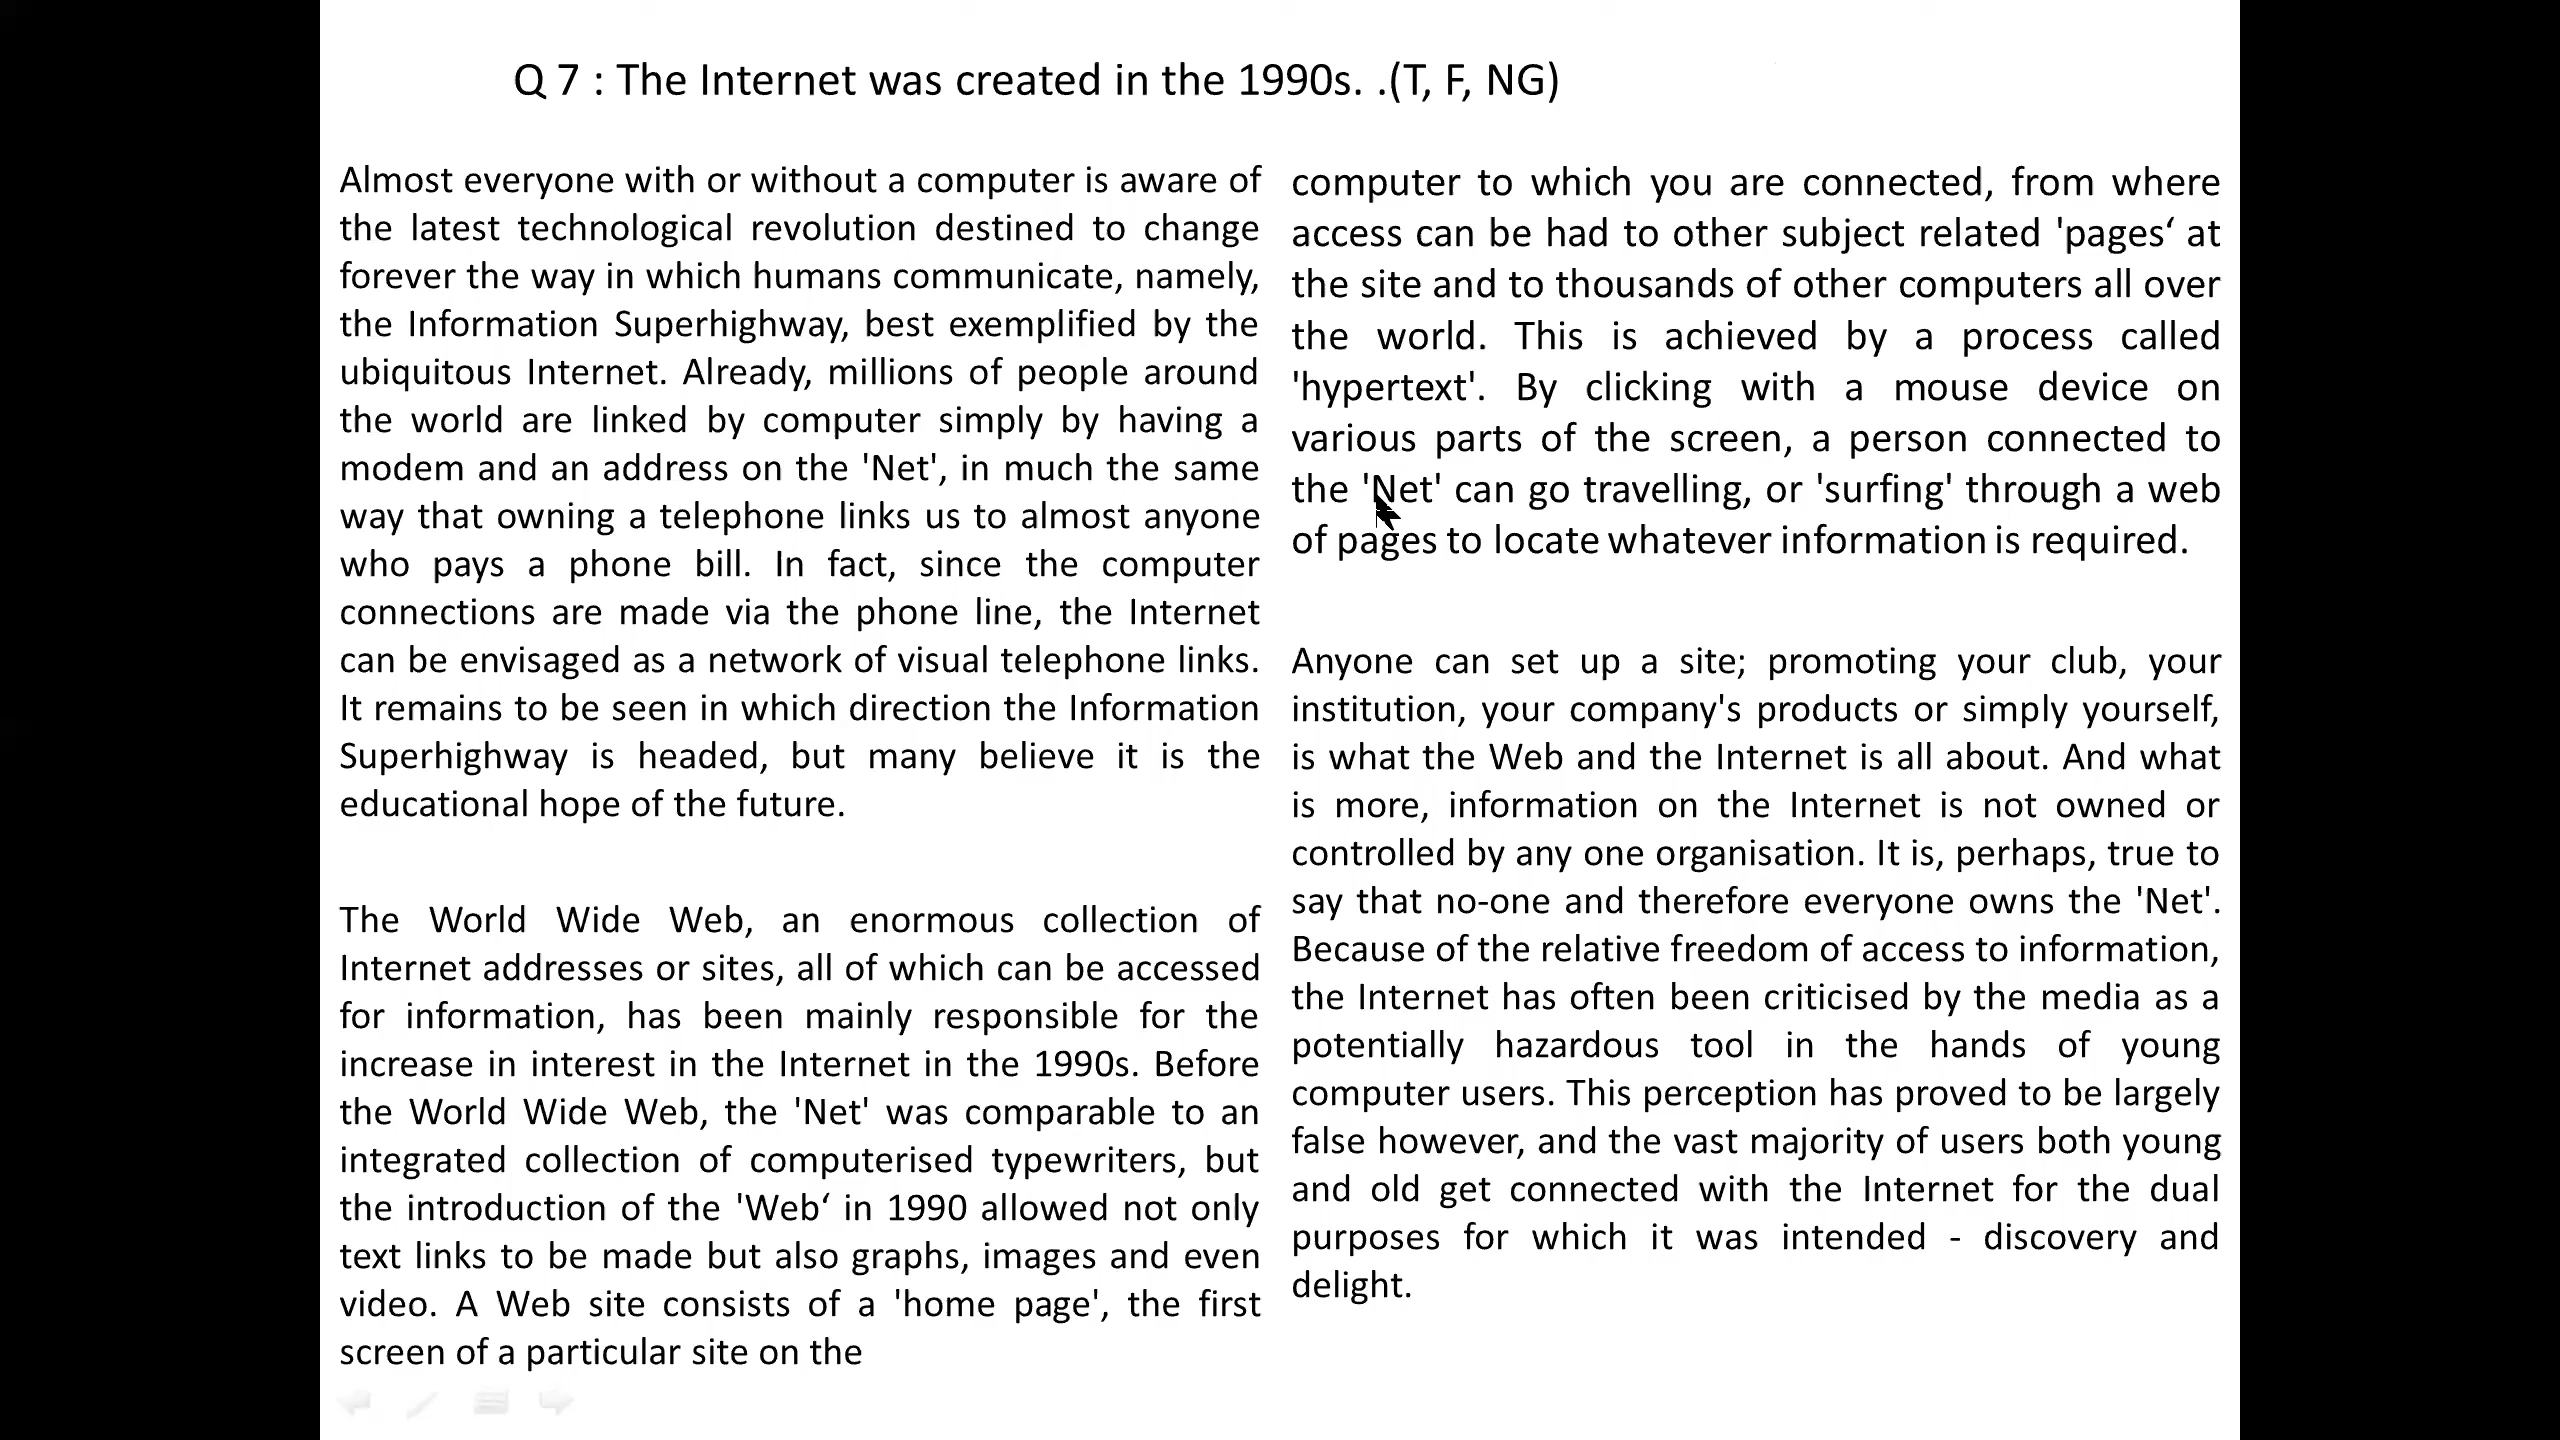 Q 7 : The Internet was created in the 1990s. .(T, F, NG)
Almost everyone with or without a computer is aware of
the latest technological revolution destined to change
forever the way in which humans communicate, namely,
the Information Superhighway, best exemplified by the
ubiquitous Internet. Already, millions of people around
the world are linked by computer simply by having a
modem and an address on the 'Net', in much the same
way that owning a telephone links us to almost anyone
who pays a phone bill. In fact, since the computer
connections are made via the phone line, the Internet
can be envisaged as a network of visual telephone links.
It remains to be seen in which direction the Information
Superhighway is headed, but many believe it is the
educational hope of the future.
The World Wide Web, an enormous collection of
Internet addresses or sites, all of which can be accessed
for information, has been mainly responsible for the
increase in interest in the Internet in the 1990s. Before
the World Wide Web, the 'Net' was comparable to an
integrated collection of computerised typewriters, but
the introduction of the 'Web‘ in 1990 allowed not only
text links to be made but also graphs, images and even
video. A Web site consists of a 'home page', the first
screen of a particular site on the
computer to which you are connected, from where
access can be had to other subject related 'pages‘ at
the site and to thousands of other computers all over
the world. This is achieved by a process called
'hypertext'. By clicking with a mouse device on
various parts of the screen, a person connected to
the 'Net' can go travelling, or 'surfing' through a web
of pages to locate whatever information is required.
Anyone can set up a site; promoting your club, your
institution, your company's products or simply yourself,
is what the Web and the Internet is all about. And what
is more, information on the Internet is not owned or
controlled by any one organisation. It is, perhaps, true to
say that no-one and therefore everyone owns the 'Net'.
Because of the relative freedom of access to information,
the Internet has often been criticised by the media as a
potentially hazardous tool in the hands of young
computer users. This perception has proved to be largely
false however, and the vast majority of users both young
and old get connected with the Internet for the dual
purposes for which it was intended - discovery and
delight.